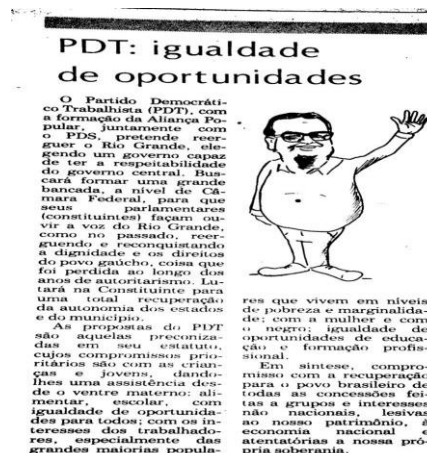 PDT: igualdade
de oportunidades
O Partido Democráti-
co Trabalhista (PDT), com
a formação da Aliança Po-
pular, juntamente com
o PDS, pretende reer-
guer o Rio Grande, ele-
gendo um governo capaz
de ter a respeitabilidade
do governo central. Bus-
cará formar uma grande
bancada, a nível de Câ-
mara Federal, para que
seus parlamentares
(constituintes) façam ou-
vir a voz do Rio Grande,
como no passado, reer-
guendo e reconquistando
a dignidade e os direitos
do povo gaúcho, coisa que
foi perdida ao longo dos
anos de autoritarismo. Lu-
tará na Constituinte para
uma total recuperação
da autonomia dos estados
e do município.
As propostas do PDT
são aquelas preconiza-
das em seu estatuto,
cujos compromissos prio-
ritários são com as crian-
ças e jovens, dando-
lhes uma assistência des-
de o ventre materno: ali-
mentar, escolar, com
igualdade de oportunida-
des para todos; com os in-
teresses dos trabalhado-
res, especialmente das
grandes maiorias popula-
res que vivem em níveis
de pobreza e marginalida-
de; com a mulher e com
o negro; igualdade de
oportunidades de educa-
ção e formação profis-
sional.
Em síntese, compro-
misso com a recuperação
para o povo brasileiro de
todas as concessões fei-
tas a grupos e interesses
não nacionais, lesivas
ao nosso patrimônio, à
economia nacional e
atentatórias a nossa pró-
pria soberania.